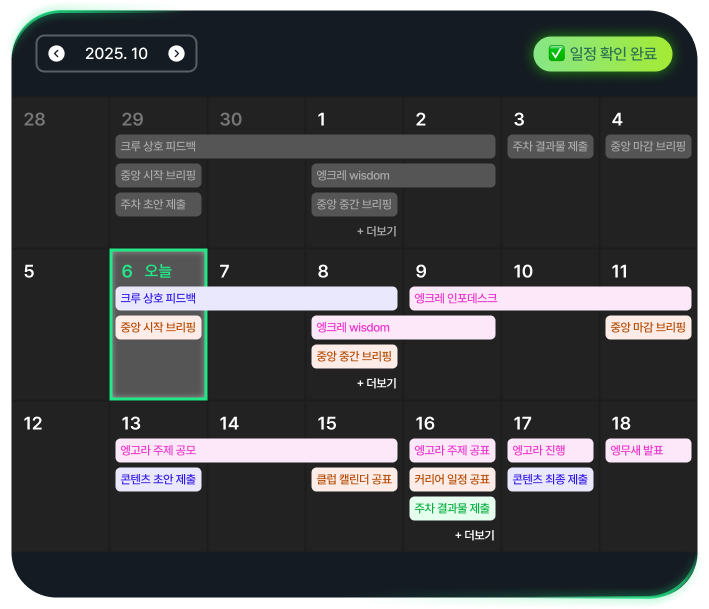 2025. 10
✅ 일정 확인 완료
28 29 30 1 2 3 4
크루 상호 피드백 주차 결과물 제출 중앙 마감 브리핑
중앙 시작 브리핑 엥크레 wisdom
주차 초안 제출 중앙 중간 브리핑
+ 더보기
5 6 오늘 7 8 9 10 11
크루 상호 피드백 엥크레 인포데스크
중앙 시작 브리핑 엥크레 wisdom 중앙 마감 브리핑
중앙 중간 브리핑
+ 더보기
12 13 14 15 16 17 18
엥고라 주제 공모 엥고라 주제 공표 엥고라 진행 엥무새 발표
콘텐츠 초안 제출 클럽 캘린더 공표 커리어 일정 공표 콘텐츠 최종 제출
주차 결과물 제출
+ 더보기